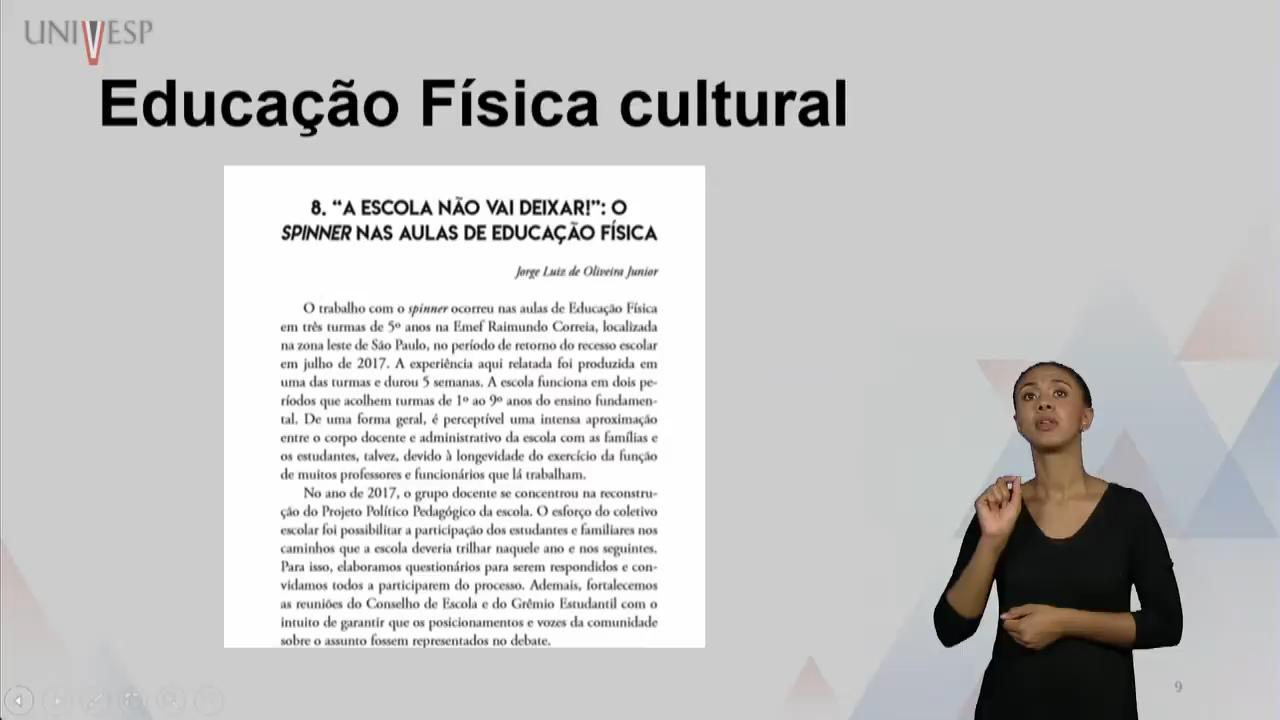 UNIVESP
Educação Física cultural
8. “A ESCOLA NÃO VAI DEIXAR!”: O
SPINNER NAS AULAS DE EDUCAÇÃO FÍSICA
Jorge Luiz de Oliveira Junior
O trabalho com o spinner ocorreu nas aulas de Educação Física
em três turmas de 5º anos na Emef Raimundo Correia, localizada
na zona leste de São Paulo, no período de retorno do recesso escolar
em julho de 2017. A experiência aqui relatada foi produzida em
uma das turmas e durou 5 semanas. A escola funciona em dois pe-
ríodos que acolhem turmas de 1º ao 9º anos do ensino fundamen-
tal. De uma forma geral, é perceptível uma intensa aproximação
entre o corpo docente e administrativo da escola com as famílias e
os estudantes, talvez, devido à longevidade do exercício da função
de muitos professores e funcionários que lá trabalham.
No ano de 2017, o grupo docente se concentrou na reconstru-
ção do Projeto Político Pedagógico da escola. O esforço do coletivo
escolar foi possibilitar a participação dos estudantes e familiares nos
caminhos que a escola deveria trilhar naquele ano e nos seguintes.
Para isso, elaboramos questionários para serem respondidos e con-
vidamos todos a participarem do processo. Ademais, fortalecemos
as reuniões do Conselho de Escola e do Grêmio Estudantil com o
intuito de garantir que os posicionamentos e vozes da comunidade
sobre o assunto fossem representados no debate.
9